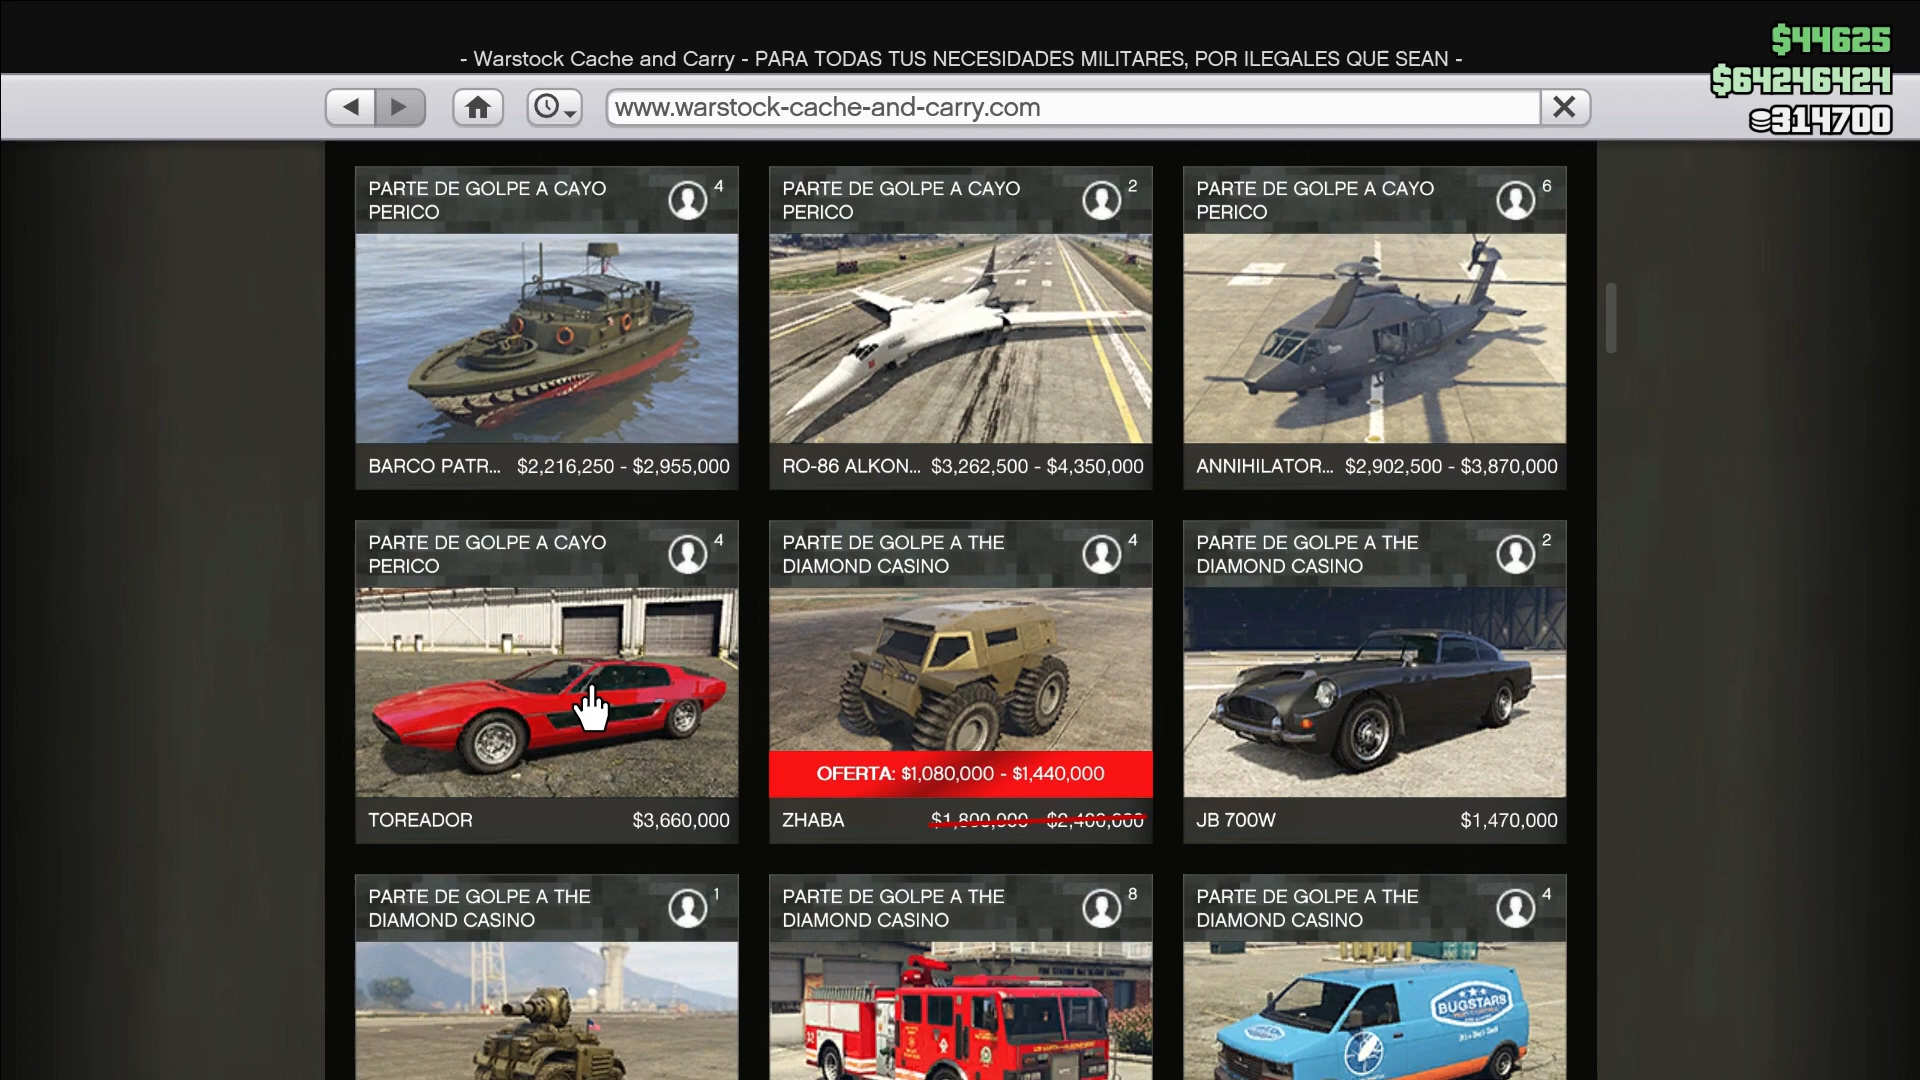 $44625
- Warstock Cache and Carry - PARA TODAS TUS NECESIDADES MILITARES, POR ILEGALES QUE SEAN -
$64246424
www.warstock-cache-and-carry.com
314700
PARTE DE GOLPE A CAYO
PERICO
4
PARTE DE GOLPE A CAYO
PERICO
2
PARTE DE GOLPE A CAYO
PERICO
6
BARCO PATR... $2,216,250 - $2,955,000
RO-86 ALKON... $3,262,500 - $4,350,000
ANNIHILATOR... $2,902,500 - $3,870,000
PARTE DE GOLPE A CAYO
PERICO
4
PARTE DE GOLPE A THE
DIAMOND CASINO
4
PARTE DE GOLPE A THE
DIAMOND CASINO
2
TOREADOR $3,660,000
OFERTA: $1,080,000 - $1,440,000
ZHABA $1,800,000 - $2,400,000
JB 700W $1,470,000
PARTE DE GOLPE A THE
DIAMOND CASINO
1
PARTE DE GOLPE A THE
DIAMOND CASINO
8
PARTE DE GOLPE A THE
DIAMOND CASINO
4
BUGSTARS